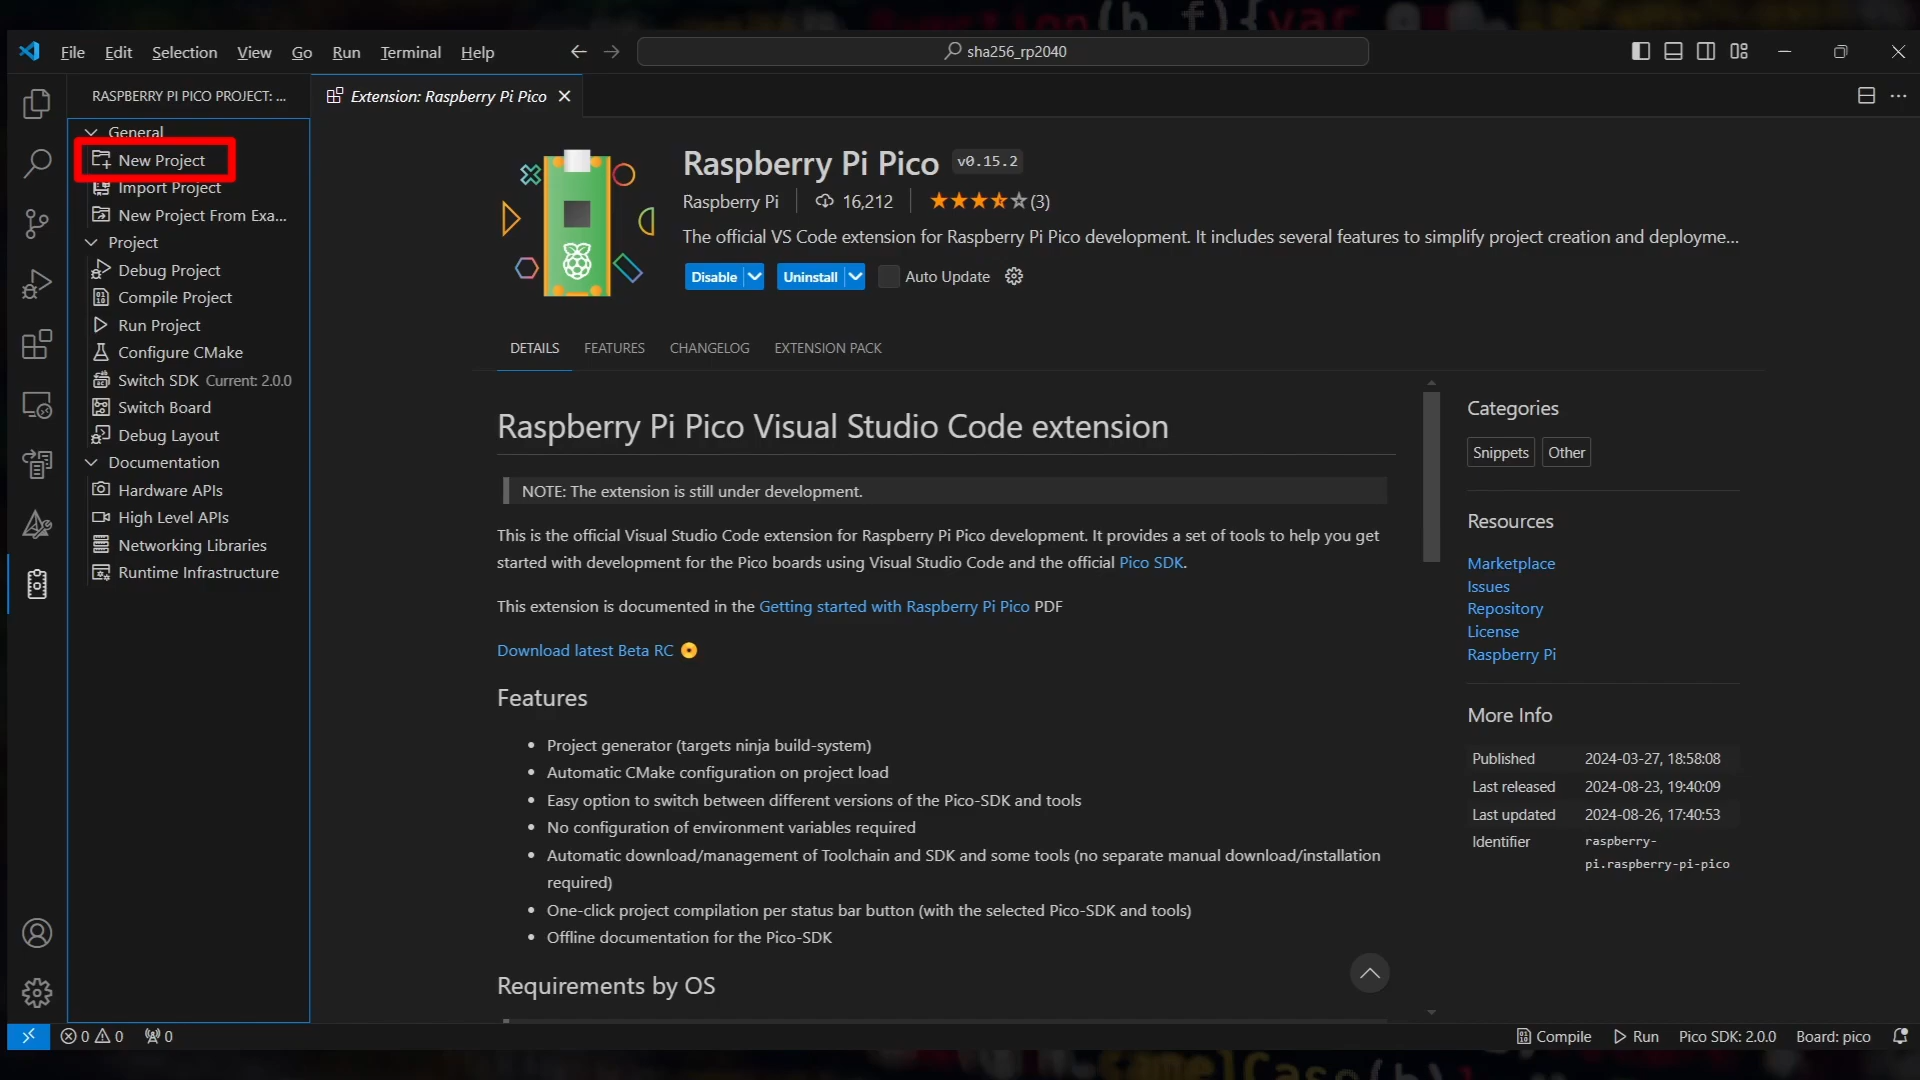 File Edit Selection View Go Run Terminal Help
sha256_rp2040
RASPBERRY PI PICO PROJECT: ...
Extension: Raspberry Pi Pico
General
New Project
Import Project
New Project From Exa...
Project
Debug Project
Compile Project
Run Project
Configure CMake
Switch SDK Current: 2.0.0
Switch Board
Debug Layout
Documentation
Hardware APIs
High Level APIs
Networking Libraries
Runtime Infrastructure
Raspberry Pi Pico v0.15.2
Raspberry Pi 16,212 (3)
The official VS Code extension for Raspberry Pi Pico development. It includes several features to simplify project creation and deployme...
Disable Uninstall Auto Update
DETAILS FEATURES CHANGELOG EXTENSION PACK
Raspberry Pi Pico Visual Studio Code extension
NOTE: The extension is still under development.
This is the official Visual Studio Code extension for Raspberry Pi Pico development. It provides a set of tools to help you get
started with development for the Pico boards using Visual Studio Code and the official Pico SDK.
This extension is documented in the Getting started with Raspberry Pi Pico PDF
Download latest Beta RC
Features
Project generator (targets ninja build-system)
Automatic CMake configuration on project load
Easy option to switch between different versions of the Pico-SDK and tools
No configuration of environment variables required
Automatic download/management of Toolchain and SDK and some tools (no separate manual download/installation
required)
One-click project compilation per status bar button (with the selected Pico-SDK and tools)
Offline documentation for the Pico-SDK
Requirements by OS
Categories
Snippets Other
Resources
Marketplace
Issues
Repository
License
Raspberry Pi
More Info
Published 2024-03-27, 18:58:08
Last released 2024-08-23, 19:40:09
Last updated 2024-08-26, 17:40:53
Identifier raspberry-
pi.raspberry-pi-pico
0 0 0
Compile Run Pico SDK: 2.0.0 Board: pico